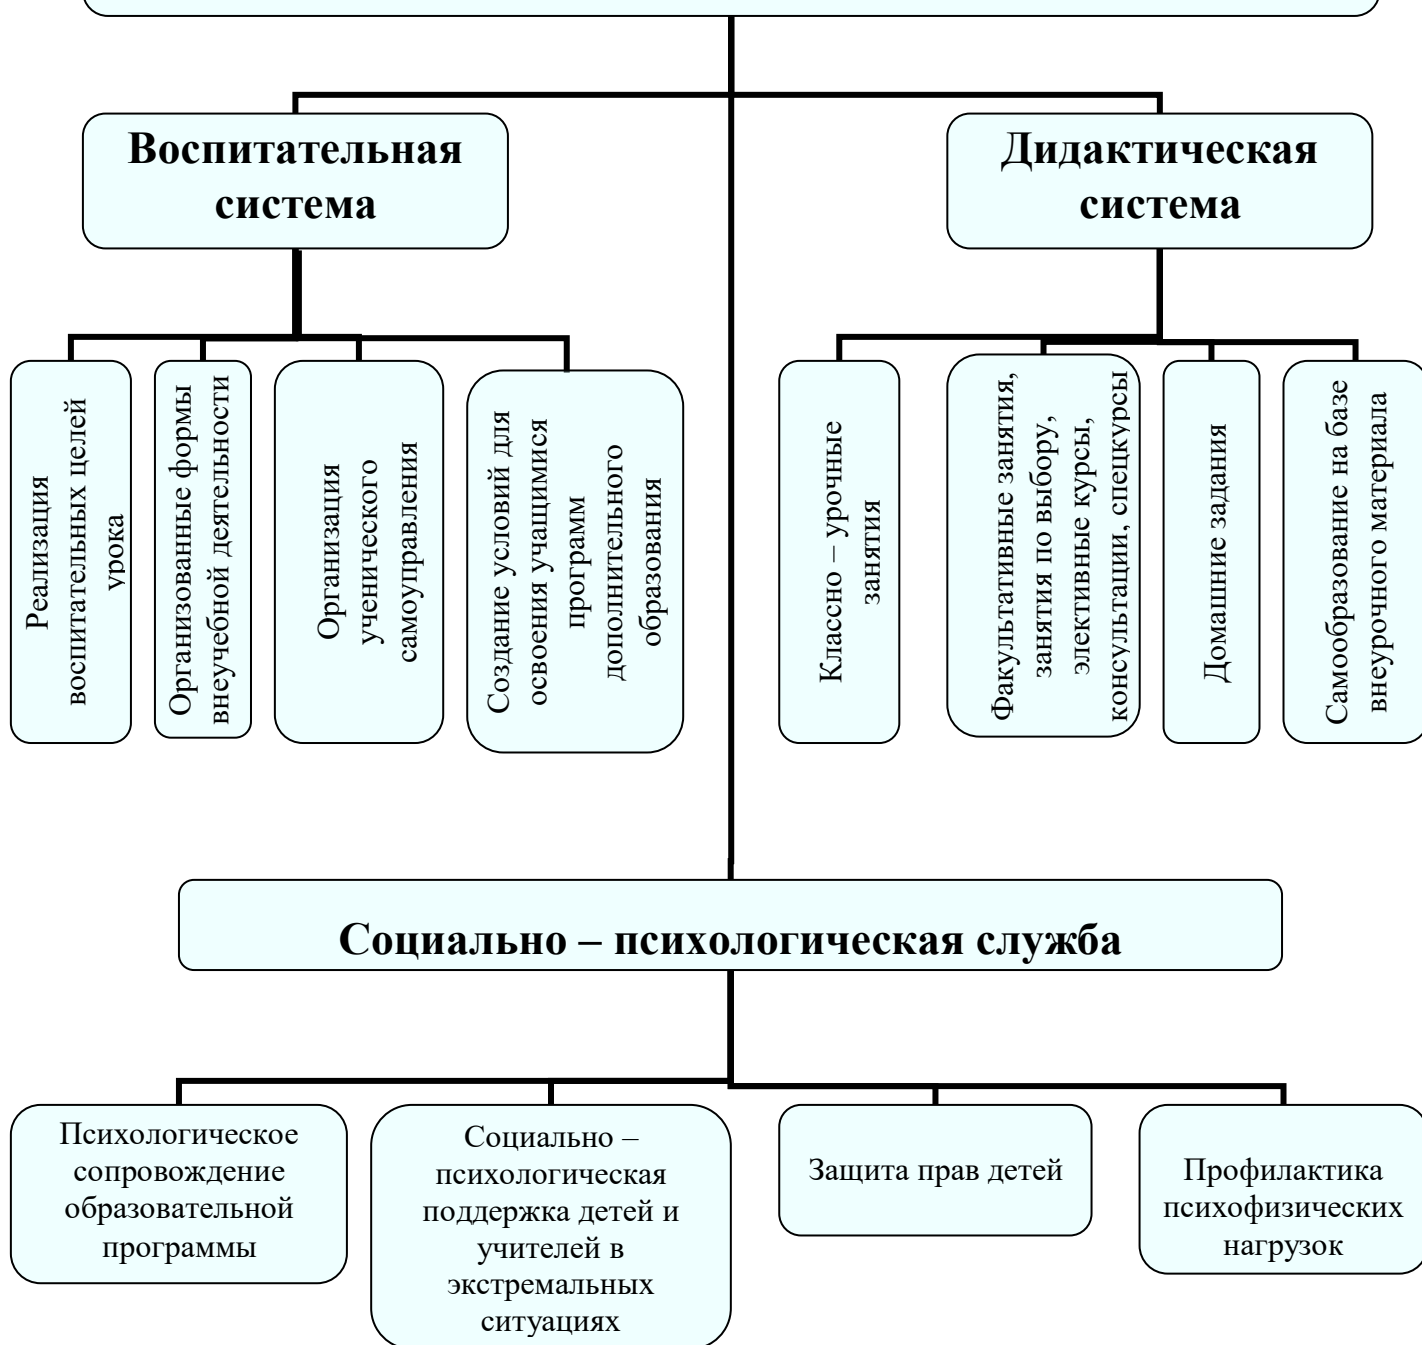 Воспитательная
система
Дидактическая
система
Реализация
воспитательных целей
урока
Организованные формы
внеучебной деятельности
Организация
ученического
самоуправления
Создание условий для
освоения учащимися
программ
дополнительного
образования
Классно – урочные
занятия
Факультативные занятия,
занятия по выбору,
элективные курсы,
консультации, спецкурсы
Домашние задания
Самообразование на базе
внеурочного материала
Социально – психологическая служба
Психологическое
сопровождение
образовательной
программы
Социально –
психологическая
поддержка детей и
учителей в
экстремальных
ситуациях
Защита прав детей
Профилактика
психофизических
нагрузок